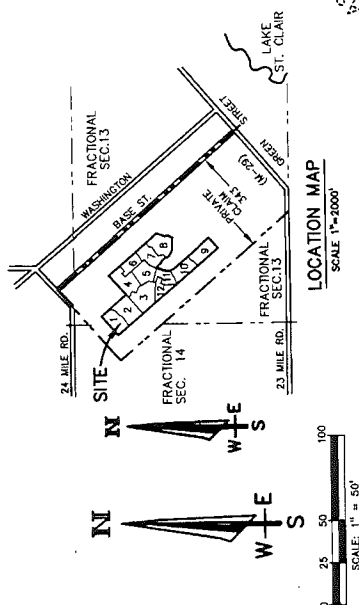 LAKE
ST. CLAIR
FRACTIONAL
SEC.13
WASHINGTON
STREET
GREEN
(M-29)
BASE ST.
PRIVATE
CLAIM
343
24 MILE RD.
SITE
1
2
3
4
5
6
7
8
9
10
11
12
FRACTIONAL
SEC. 14
FRACTIONAL
SEC.13
23 MILE RD.
LOCATION MAP
SCALE 1"=2000'
N
W E
S
N
W E
S
0 25 50 100
SCALE: 1" = 50'